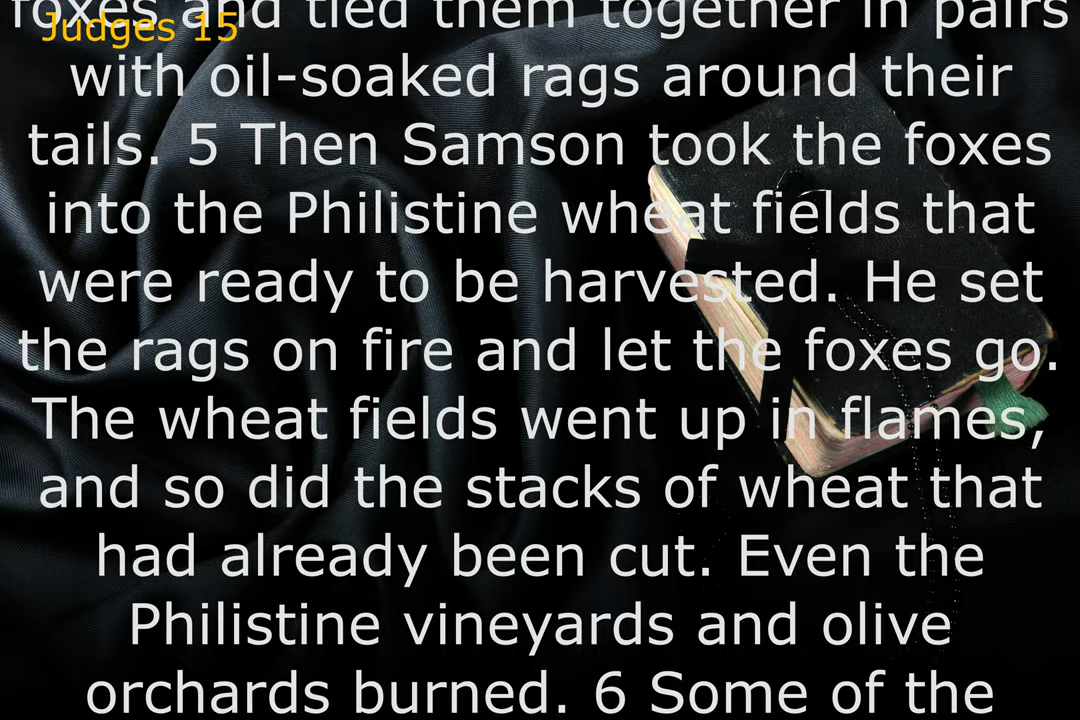 foxes and tied them together in pairs
Judges 15
with oil-soaked rags around their
tails. 5 Then Samson took the foxes
into the Philistine wheat fields that
were ready to be harvested. He set
the rags on fire and let the foxes go.
The wheat fields went up in flames,
and so did the stacks of wheat that
had already been cut. Even the
Philistine vineyards and olive
orchards burned. 6 Some of the